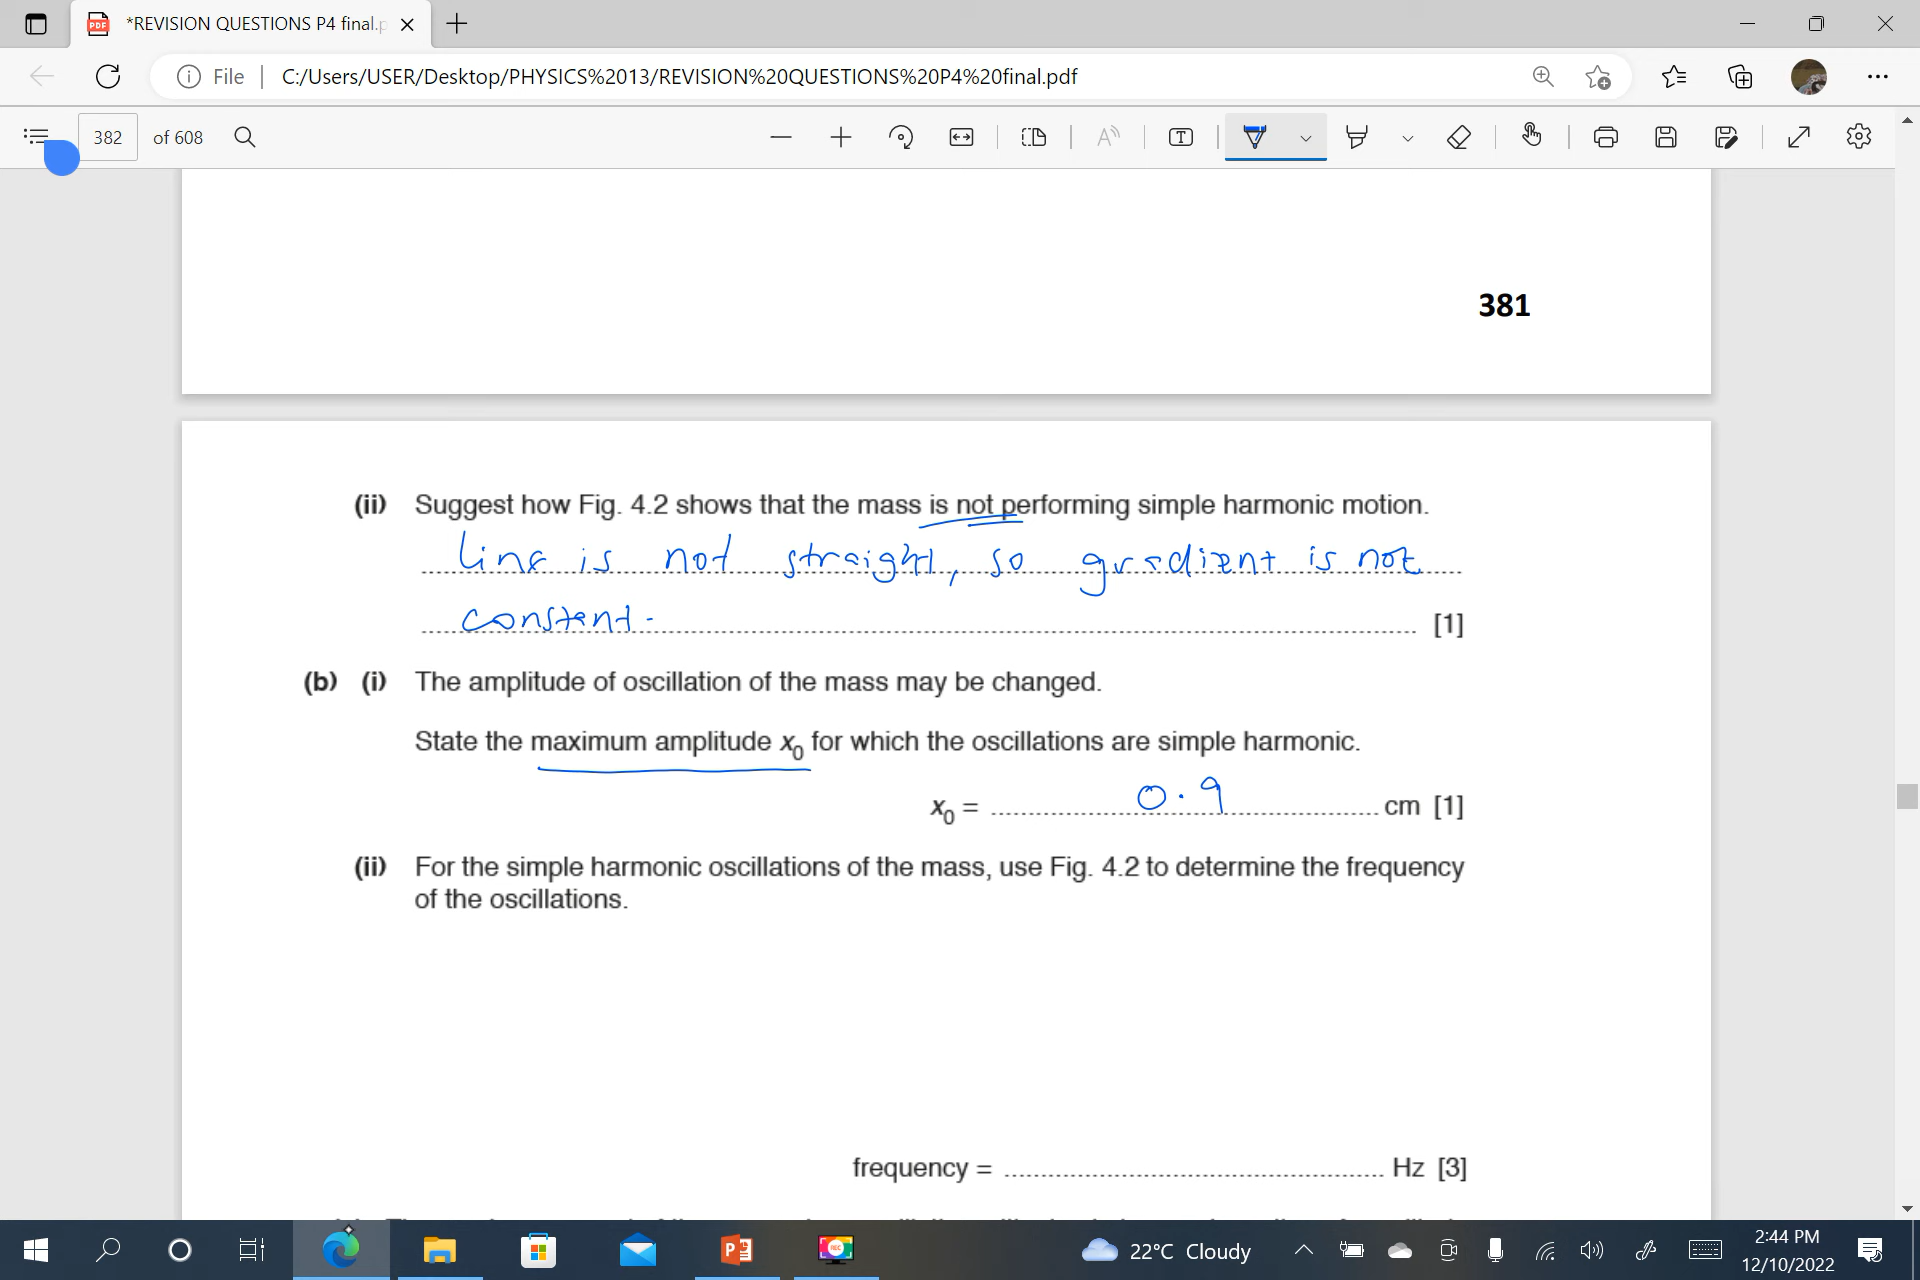 *REVISION QUESTIONS P4 final.p
File C:/Users/USER/Desktop/PHYSICS%2013/REVISION%20QUESTIONS%20P4%20final.pdf
382 of 608
381
(ii) Suggest how Fig. 4.2 shows that the mass is not performing simple harmonic motion.
Line is not straight, so gradient is not
constant.
[1]
(b) (i) The amplitude of oscillation of the mass may be changed.
State the maximum amplitude x₀ for which the oscillations are simple harmonic.
x₀ = 0.9 cm [1]
(ii) For the simple harmonic oscillations of the mass, use Fig. 4.2 to determine the frequency
of the oscillations.
frequency = Hz [3]
22°C Cloudy
2:44 PM
12/10/2022